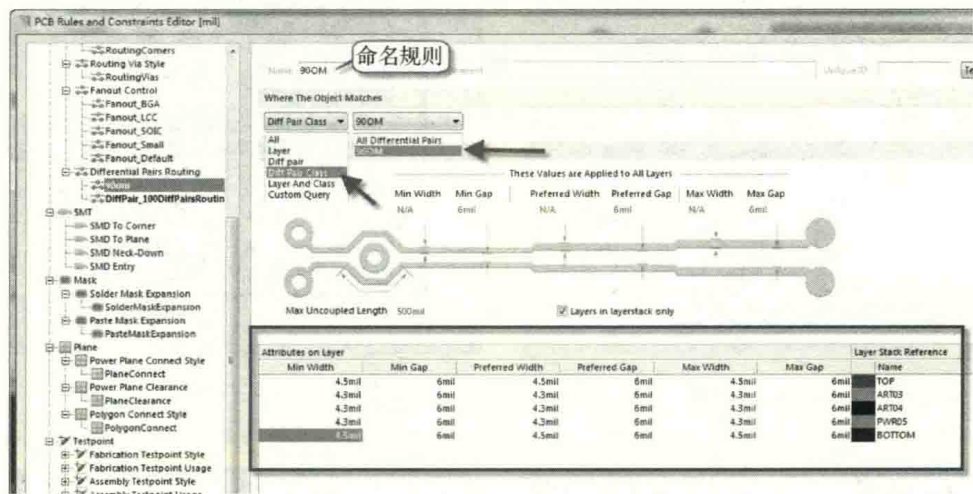 PCB Rules and Constraints Editor [mil]
RoutingCorners
Routing Via Style
RoutingVias
Fanout Control
Fanout_BGA
Fanout_LCC
Fanout_SOIC
Fanout_Small
Fanout_Default
Differential Pairs Routing
DiffPair_100DiffPairsRoutin
SMT
SMD To Corner
SMD To Plane
SMD Neck-Down
SMD Entry
Mask
Solder Mask Expansion
SolderMaskExpansion
Paste Mask Expansion
PasteMaskExpansion
Plane
Power Plane Connect Style
PlaneConnect
Power Plane Clearance
PlaneClearance
Polygon Connect Style
PolygonConnect
Testpoint
Fabrication Testpoint Style
Fabrication Testpoint Usage
Assembly Testpoint Style
Name 90OM
命名规则
Unique ID
Te
Where The Object Matches
Diff Pair Class 90OM
All
Layer
Diff pair
Diff Pair Class
Layer And Class
Custom Query
All Differential Pairs
90OM
These Values are Applied to All Layers
Min Width Min Gap Preferred Width Preferred Gap Max Width Max Gap
N/A 6mil N/A 6mil N/A 6mil
Max Uncoupled Length 500mil
Layers in layerstack only
Attributes on Layer Layer Stack Reference
Min Width Min Gap Preferred Width Preferred Gap Max Width Max Gap Name
4.5mil 6mil 4.5mil 6mil 4.5mil 6mil TOP
4.3mil 6mil 4.3mil 6mil 4.3mil 6mil ART03
4.3mil 6mil 4.3mil 6mil 4.3mil 6mil ART04
4.3mil 6mil 4.3mil 6mil 4.3mil 6mil PWR05
4.5mil 6mil 4.5mil 6mil 4.5mil 6mil BOTTOM